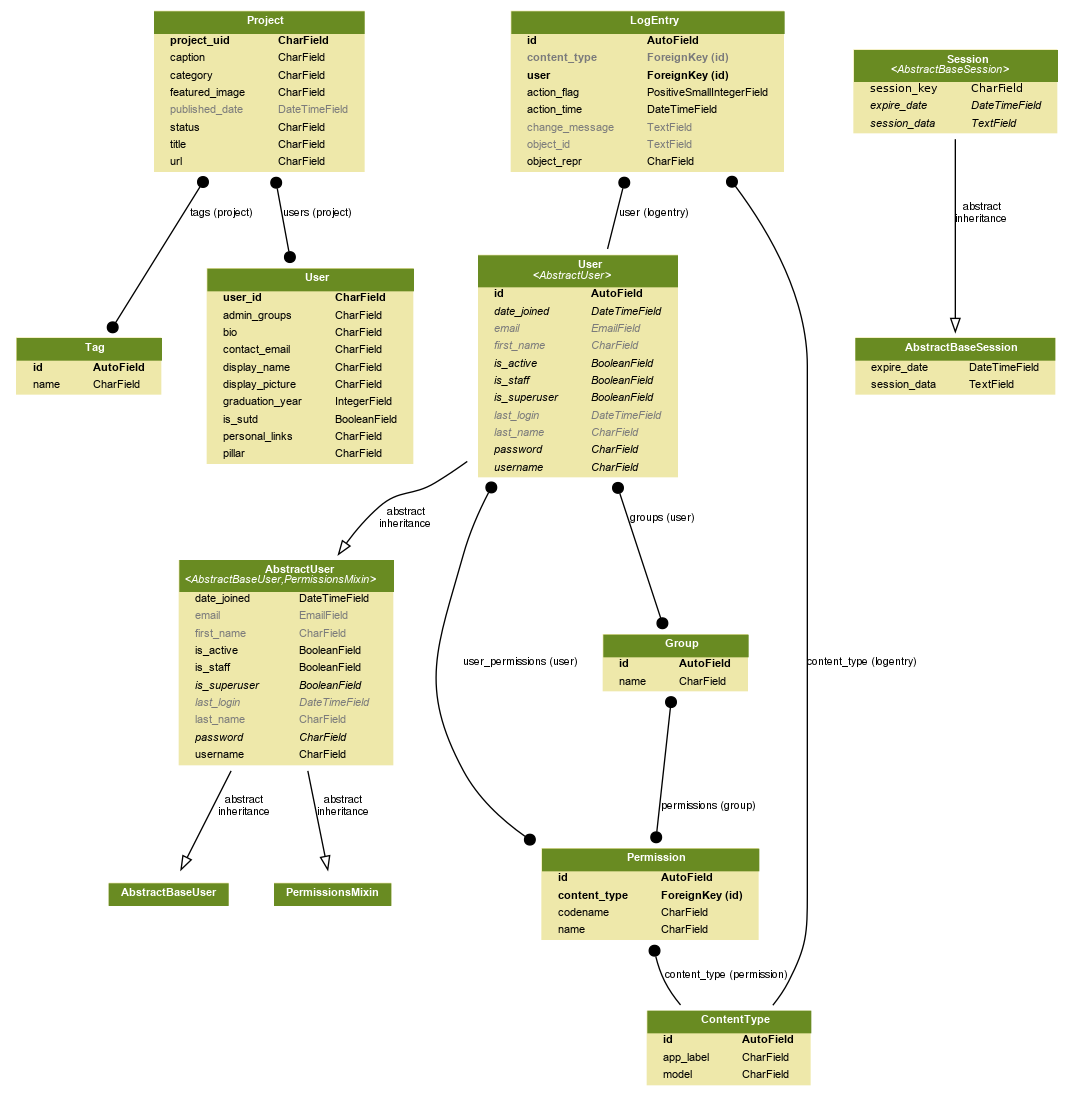 Project
project_uid CharField
caption CharField
category CharField
featured_image CharField
published_date DateTimeField
status CharField
title CharField
url CharField
LogEntry
id AutoField
content_type ForeignKey (id)
user ForeignKey (id)
action_flag PositiveSmallIntegerField
action_time DateTimeField
change_message TextField
object_id TextField
object_repr CharField
Session
<AbstractBaseSession>
session_key CharField
expire_date DateTimeField
session_data TextField
tags (project)
users (project)
user (logentry)
abstract
inheritance
Tag
id AutoField
name CharField
User
user_id CharField
admin_groups CharField
bio CharField
contact_email CharField
display_name CharField
display_picture CharField
graduation_year IntegerField
is_sutd BooleanField
personal_links CharField
pillar CharField
User
<AbstractUser>
id AutoField
date_joined DateTimeField
email EmailField
first_name CharField
is_active BooleanField
is_staff BooleanField
is_superuser BooleanField
last_login DateTimeField
last_name CharField
password CharField
username CharField
AbstractBaseSession
expire_date DateTimeField
session_data TextField
abstract
inheritance
groups (user)
AbstractUser
<AbstractBaseUser,PermissionsMixin>
date_joined DateTimeField
email EmailField
first_name CharField
is_active BooleanField
is_staff BooleanField
is_superuser BooleanField
last_login DateTimeField
last_name CharField
password CharField
username CharField
user_permissions (user)
Group
id AutoField
name CharField
content_type (logentry)
abstract
inheritance
abstract
inheritance
permissions (group)
AbstractBaseUser
PermissionsMixin
Permission
id AutoField
content_type ForeignKey (id)
codename CharField
name CharField
content_type (permission)
ContentType
id AutoField
app_label CharField
model CharField